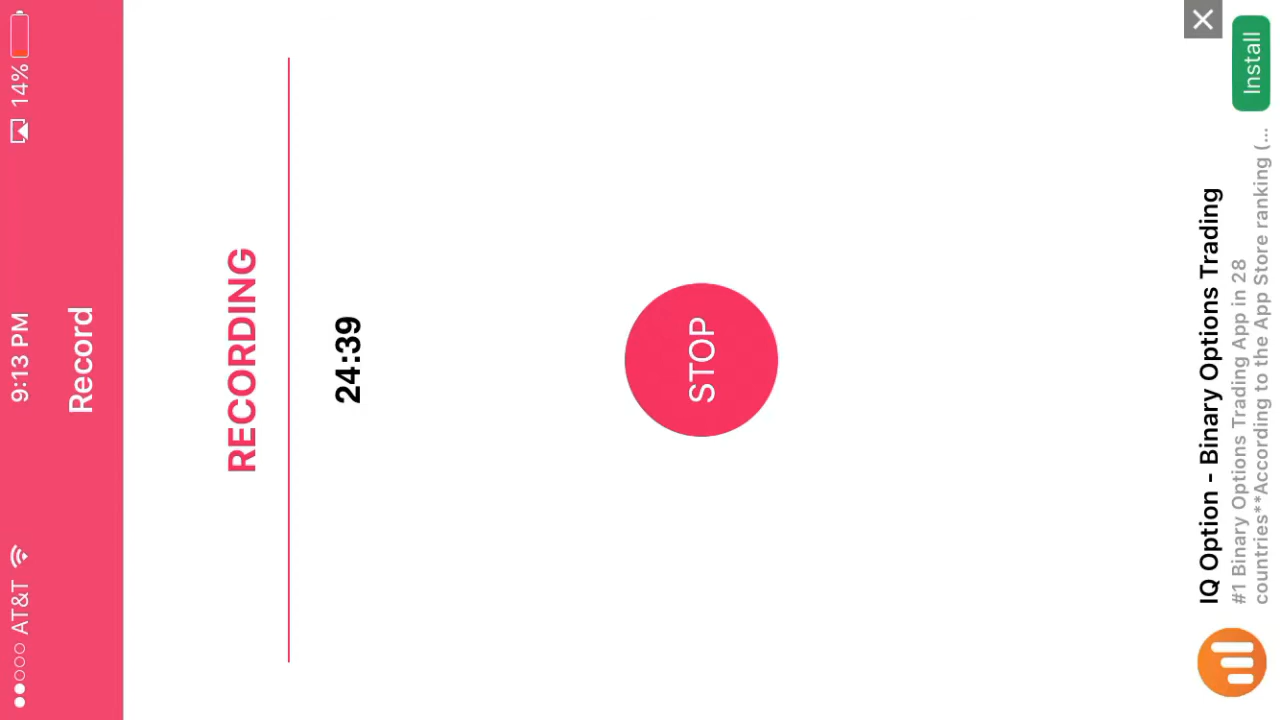 AT&T 9:13 PM 14%
Record
RECORDING
24:39
STOP
IQ Option - Binary Options Trading
#1 Binary Options Trading App in 28
countries**According to the App Store ranking (...
Install